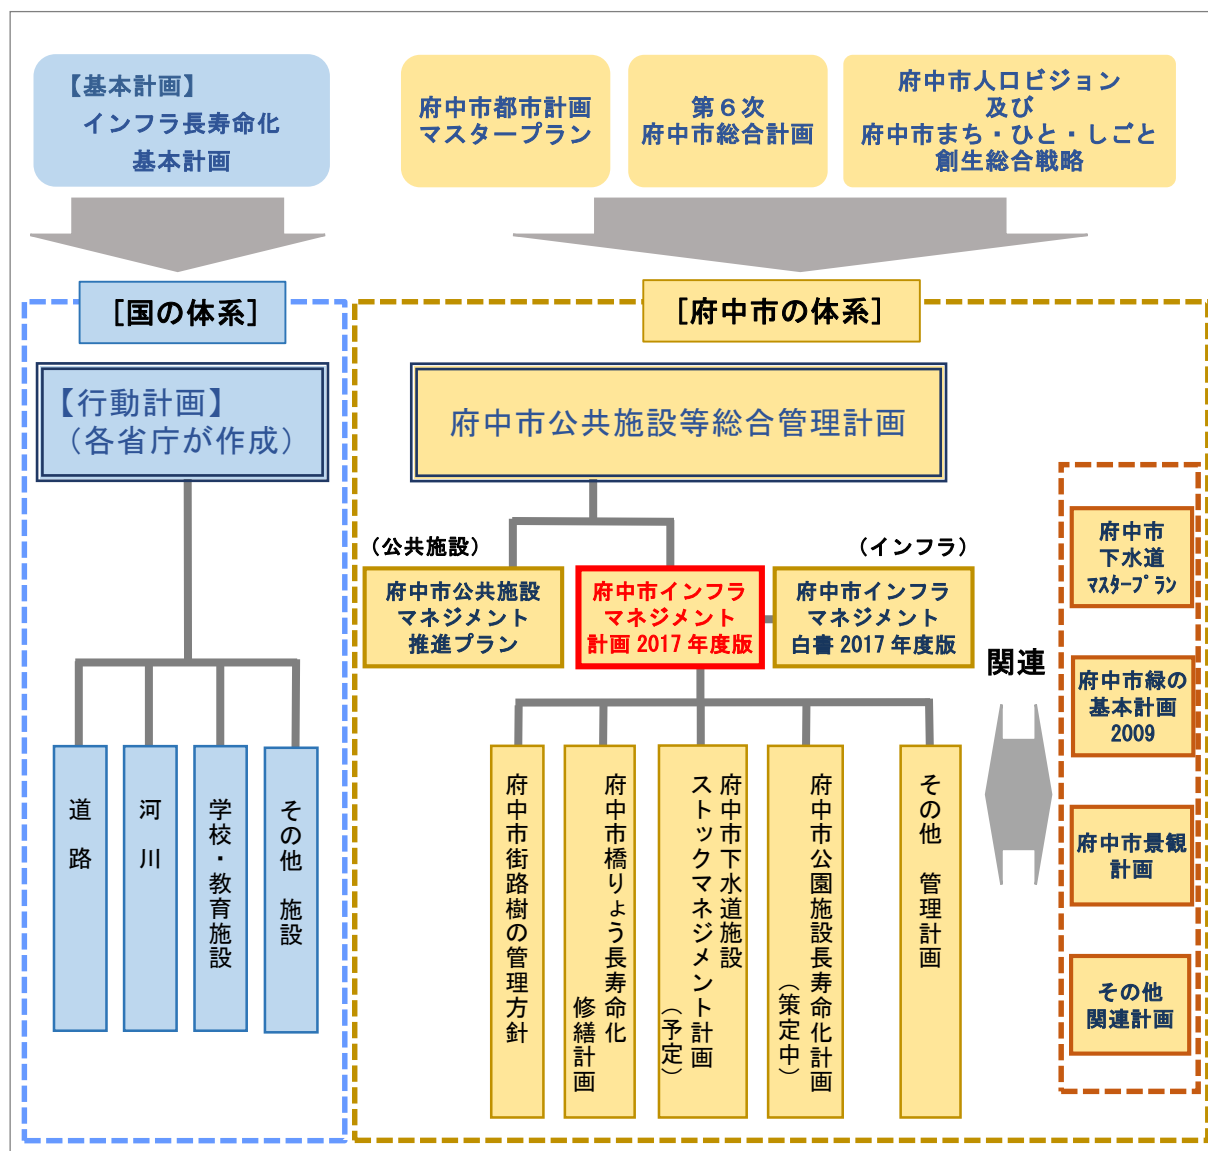 【基本計画】
インフラ長寿命化
基本計画
府中市都市計画
マスタープラン
第６次
府中市総合計画
府中市人口ビジョン
及び
府中市まち・ひと・しごと
創生総合戦略
[国の体系]
[府中市の体系]
【行動計画】
（各省庁が作成）
府中市公共施設等総合管理計画
（公共施設）
（インフラ）
府中市公共施設
マネジメント
推進プラン
府中市インフラ
マネジメント
計画 2017 年度版
府中市インフラ
マネジメント
白書 2017 年度版
関連
府中市
下水道
ﾏｽﾀｰﾌﾟﾗﾝ
府中市緑の
基本計画
2009
府中市景観
計画
その他
関連計画
道　路
河　川
学校・教育施設
その他　施設
府中市街路樹の管理方針
府中市橋りょう長寿命化
修繕計画
府中市下水道施設
ストックマネジメント計画
（予定）
府中市公園施設長寿命化計画
（策定中）
その他　管理計画